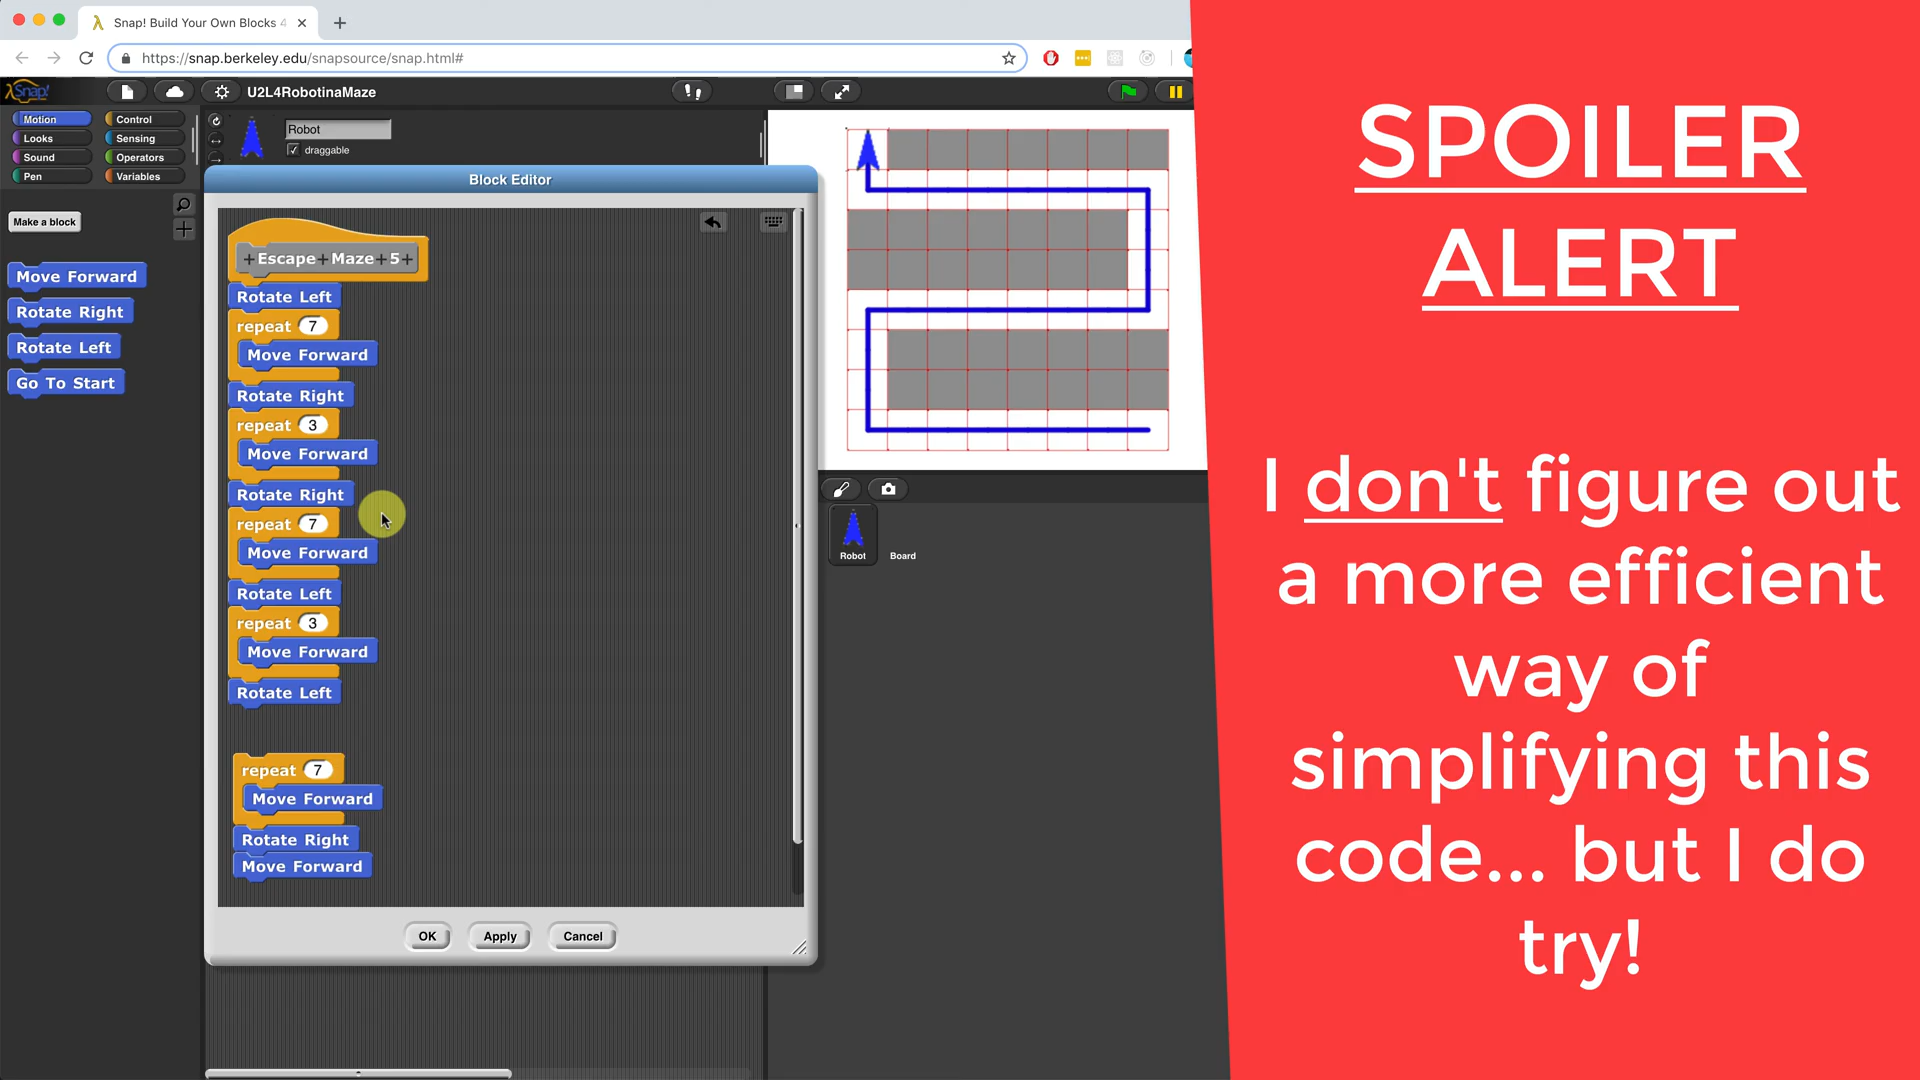 Snap! Build Your Own Blocks 4
https://snap.berkeley.edu/snapsource/snap.html#
Snap!
U2L4RobotinaMaze
Motion
Control
Looks
Sensing
Sound
Operators
Pen
Variables
Make a block
Move Forward
Rotate Right
Rotate Left
Go To Start
Robot
draggable
Block Editor
+Escape+Maze+5+
Rotate Left
repeat 7
Move Forward
Rotate Right
repeat 3
Move Forward
Rotate Right
repeat 7
Move Forward
Rotate Left
repeat 3
Move Forward
Rotate Left
repeat 7
Move Forward
Rotate Right
Move Forward
OK
Apply
Cancel
Robot
Board
SPOILER
ALERT
I don't figure out
a more efficient
way of
simplifying this
code... but I do
try!